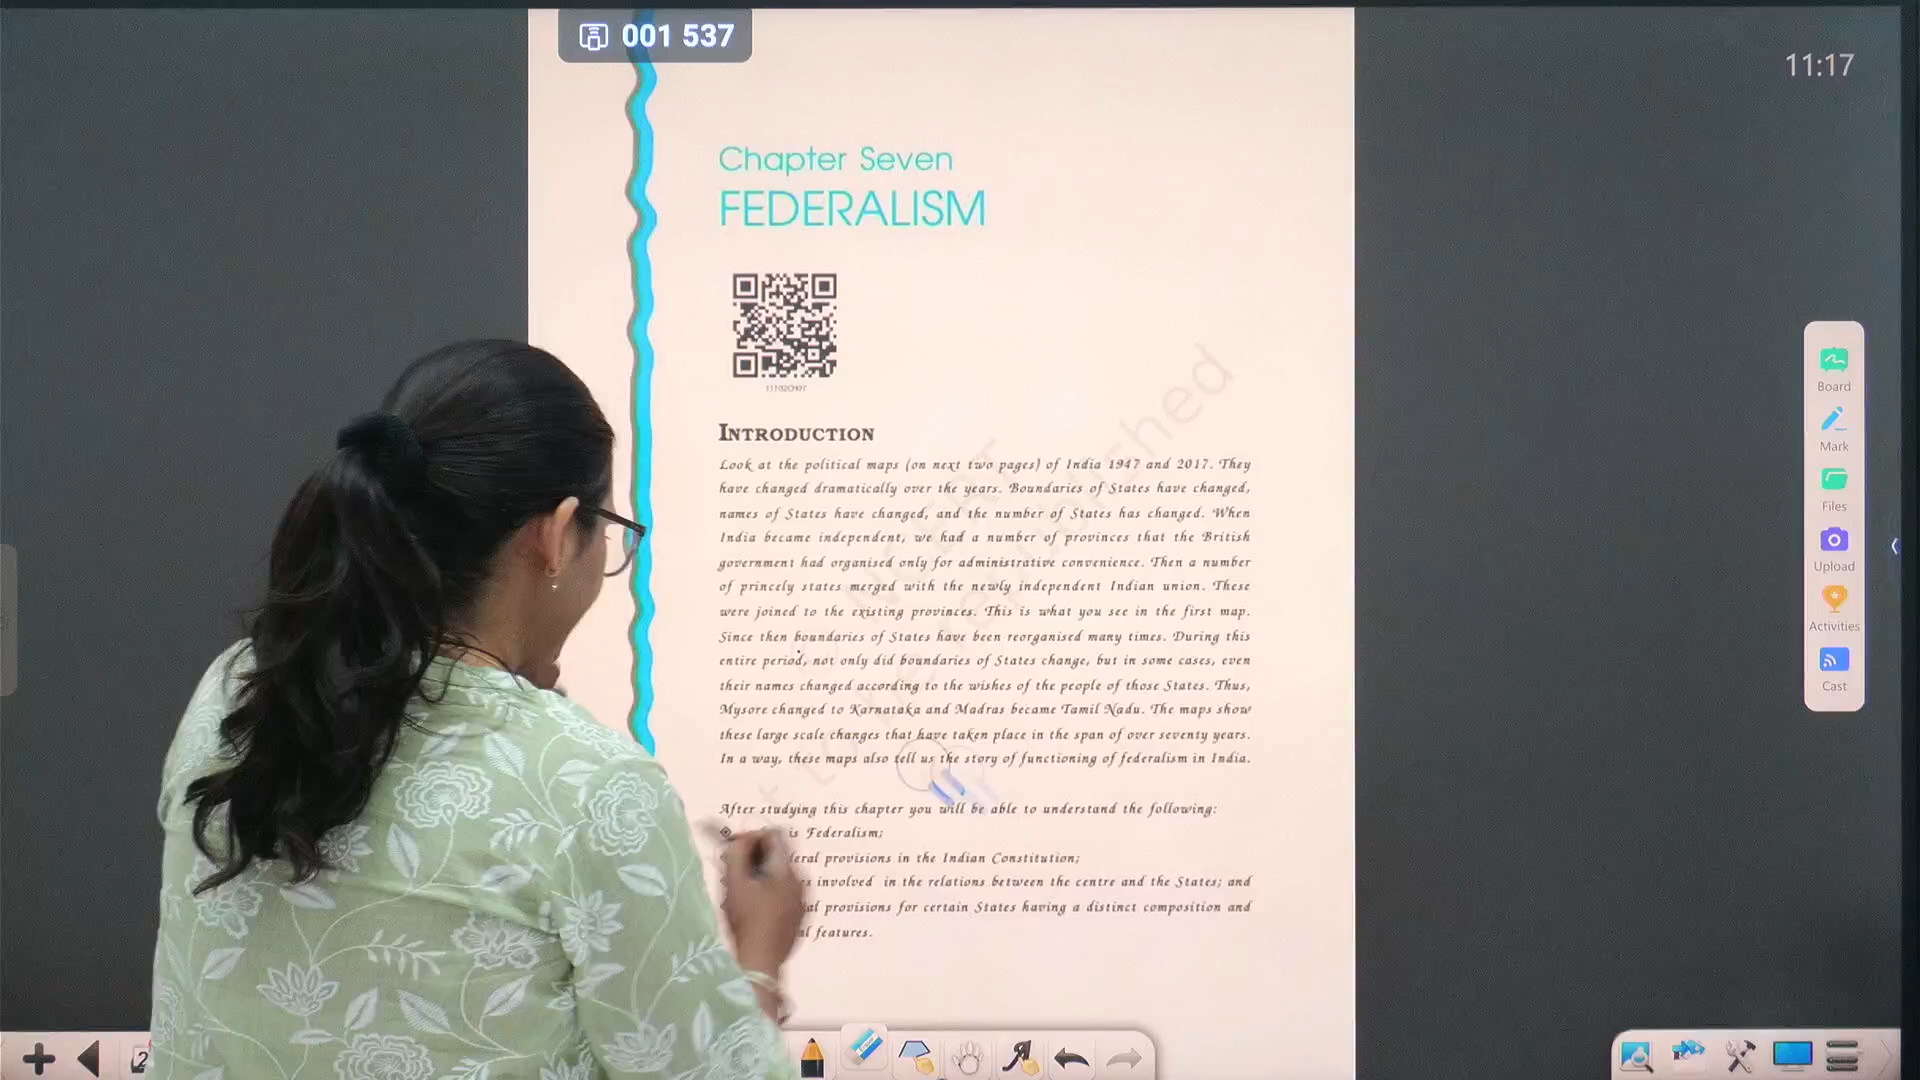 001 537
11:17
Chapter Seven
FEDERALISM
11102CH07
INTRODUCTION
Look at the political maps (on next two pages) of India 1947 and 2017. They
have changed dramatically over the years. Boundaries of States have changed,
names of States have changed, and the number of States has changed. When
India became independent, we had a number of provinces that the British
government had organised only for administrative convenience. Then a number
of princely states merged with the newly independent Indian union. These
were joined to the existing provinces. This is what you see in the first map.
Since then boundaries of States have been reorganised many times. During this
entire period, not only did boundaries of States change, but in some cases, even
their names changed according to the wishes of the people of those States. Thus,
Mysore changed to Karnataka and Madras became Tamil Nadu. The maps show
these large scale changes that have taken place in the span of over seventy years.
In a way, these maps also tell us the story of functioning of federalism in India.
After studying this chapter you will be able to understand the following:
is Federalism;
provisions in the Indian Constitution;
involved in the relations between the centre and the States; and
provisions for certain States having a distinct composition and
features.
Board
Mark
Files
Upload
Activities
Cast
2